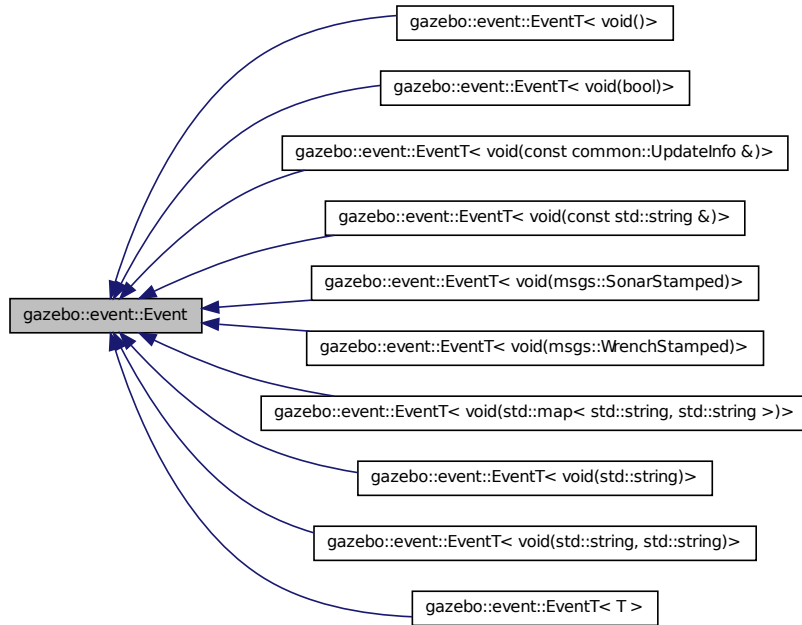 gazebo::event::EventT< void()>
gazebo::event::EventT< void(bool)>
gazebo::event::EventT< void(const common::UpdateInfo &)>
gazebo::event::EventT< void(const std::string &)>
gazebo::event::EventT< void(msgs::SonarStamped)>
gazebo::event::Event
gazebo::event::EventT< void(msgs::WrenchStamped)>
gazebo::event::EventT< void(std::map< std::string, std::string >)>
gazebo::event::EventT< void(std::string)>
gazebo::event::EventT< void(std::string, std::string)>
gazebo::event::EventT< T >